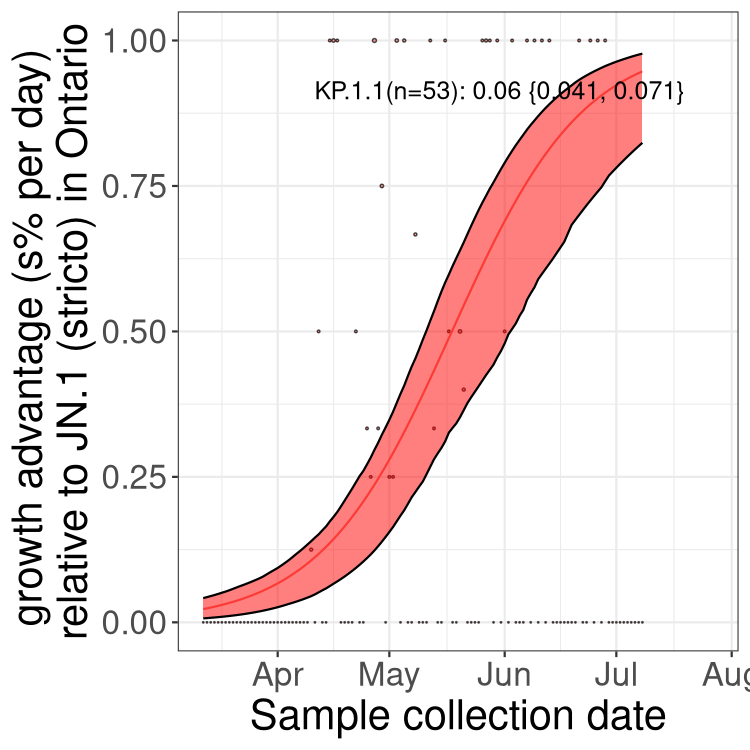 growth advantage (s% per day)
relative to JN.1 (stricto) in Ontario
1.00
0.75
0.50
0.25
0.00
KP.1.1(n=53): 0.06 {0.041, 0.071}
Apr May Jun Jul Aug
Sample collection date